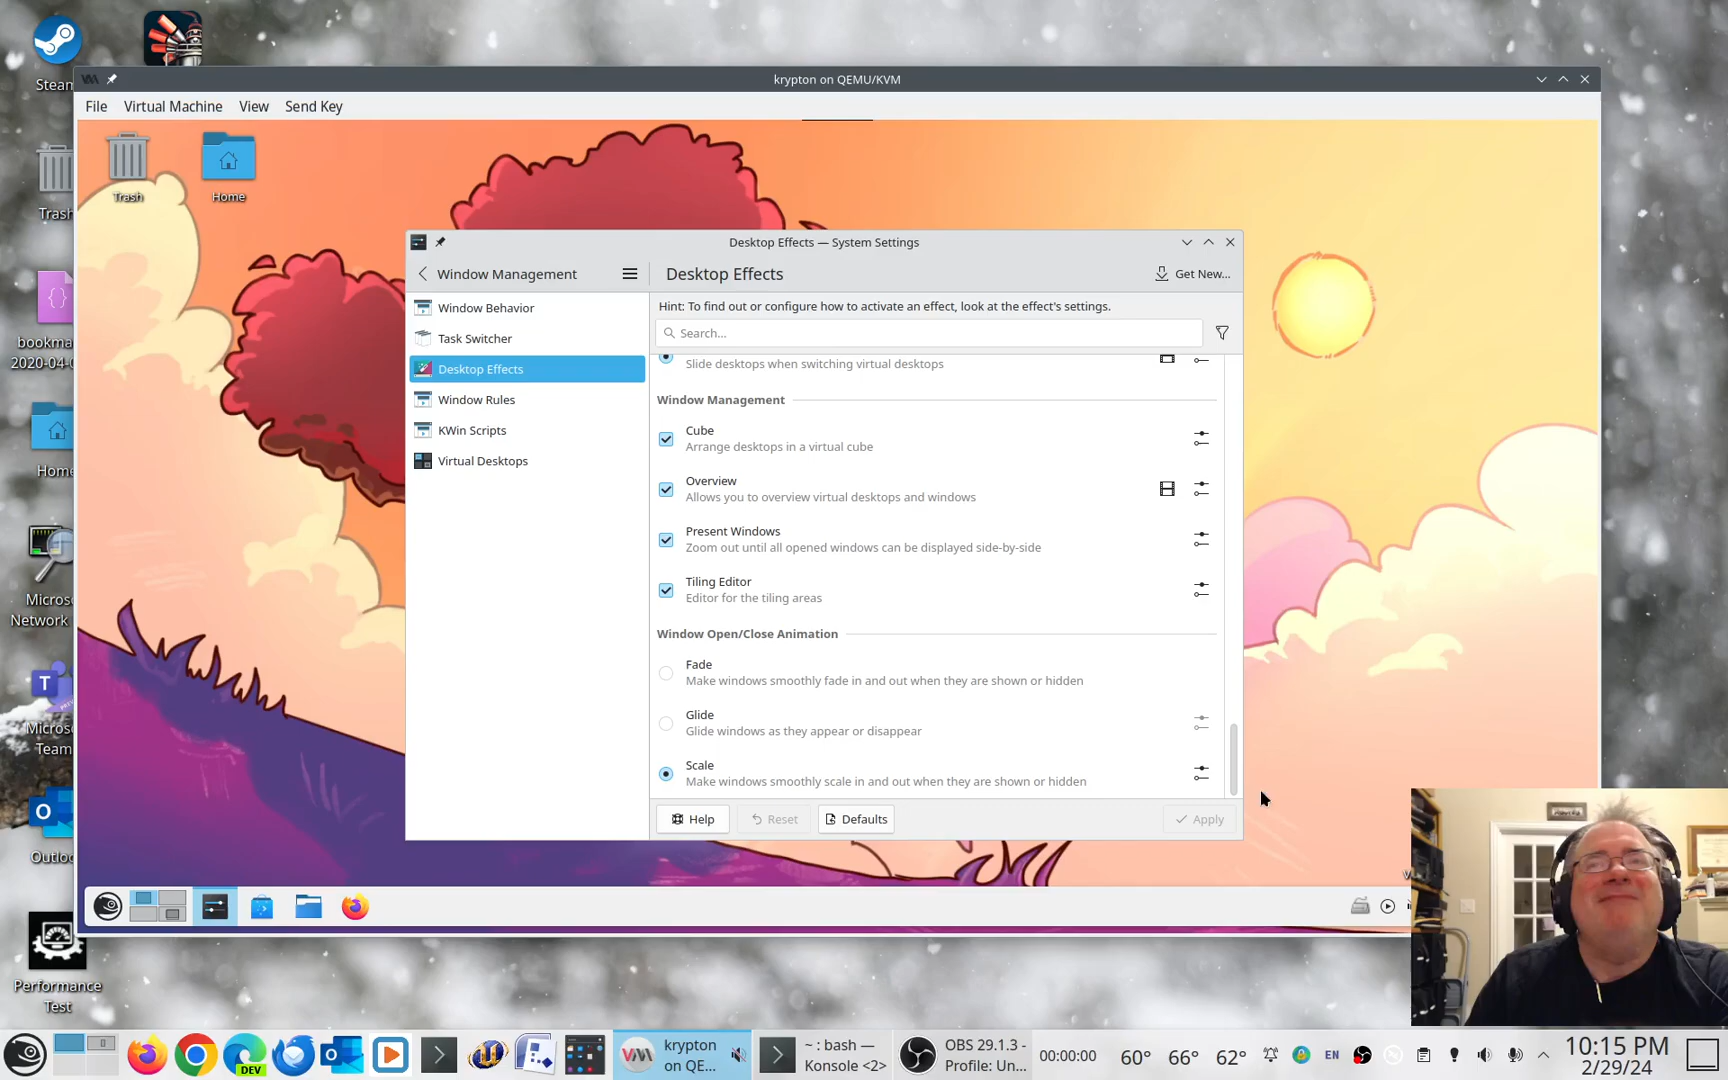 Steam
krypton on QEMU/KVM
File Virtual Machine View Send Key
Trash
Home
Trash
Desktop Effects — System Settings
Window Management
Desktop Effects
Get New...
Window Behavior
Task Switcher
Desktop Effects
Window Rules
KWin Scripts
Virtual Desktops
Hint: To find out or configure how to activate an effect, look at the effect's settings.
Search...
Slide desktops when switching virtual desktops
Window Management
Cube
Arrange desktops in a virtual cube
Overview
Allows you to overview virtual desktops and windows
Present Windows
Zoom out until all opened windows can be displayed side-by-side
Tiling Editor
Editor for the tiling areas
Window Open/Close Animation
Fade
Make windows smoothly fade in and out when they are shown or hidden
Glide
Glide windows as they appear or disappear
Scale
Make windows smoothly scale in and out when they are shown or hidden
Help
Reset
Defaults
Apply
bookma
2020-04-0
Home
Micros
Network
T
Micros
Team
O
Outlo
Performance
Test
DEV
krypton
on QE...
~ : bash —
Konsole <2>
OBS 29.1.3 -
Profile: Un...
00:00:00
60° 66° 62°
EN
10:15 PM
2/29/24